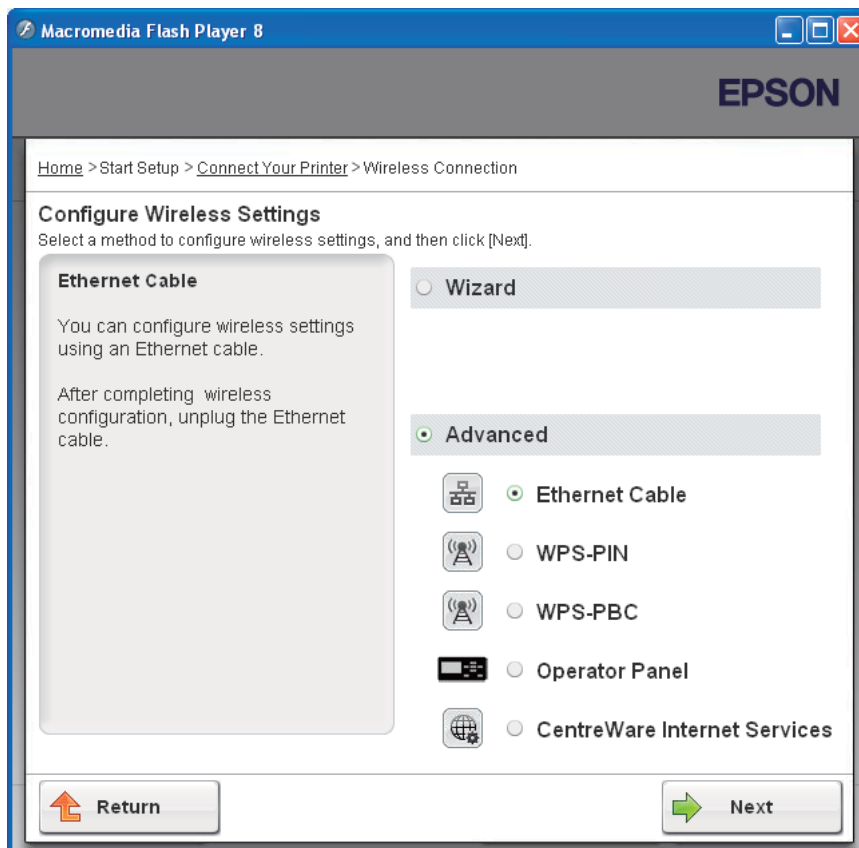 Macromedia Flash Player 8
EPSON
Home > Start Setup > Connect Your Printer > Wireless Connection
Configure Wireless Settings
Select a method to configure wireless settings, and then click [Next].
Ethernet Cable
You can configure wireless settings
using an Ethernet cable.
After completing wireless
configuration, unplug the Ethernet
cable.
Wizard
Advanced
Ethernet Cable
WPS-PIN
WPS-PBC
Operator Panel
CentreWare Internet Services
Return
Next